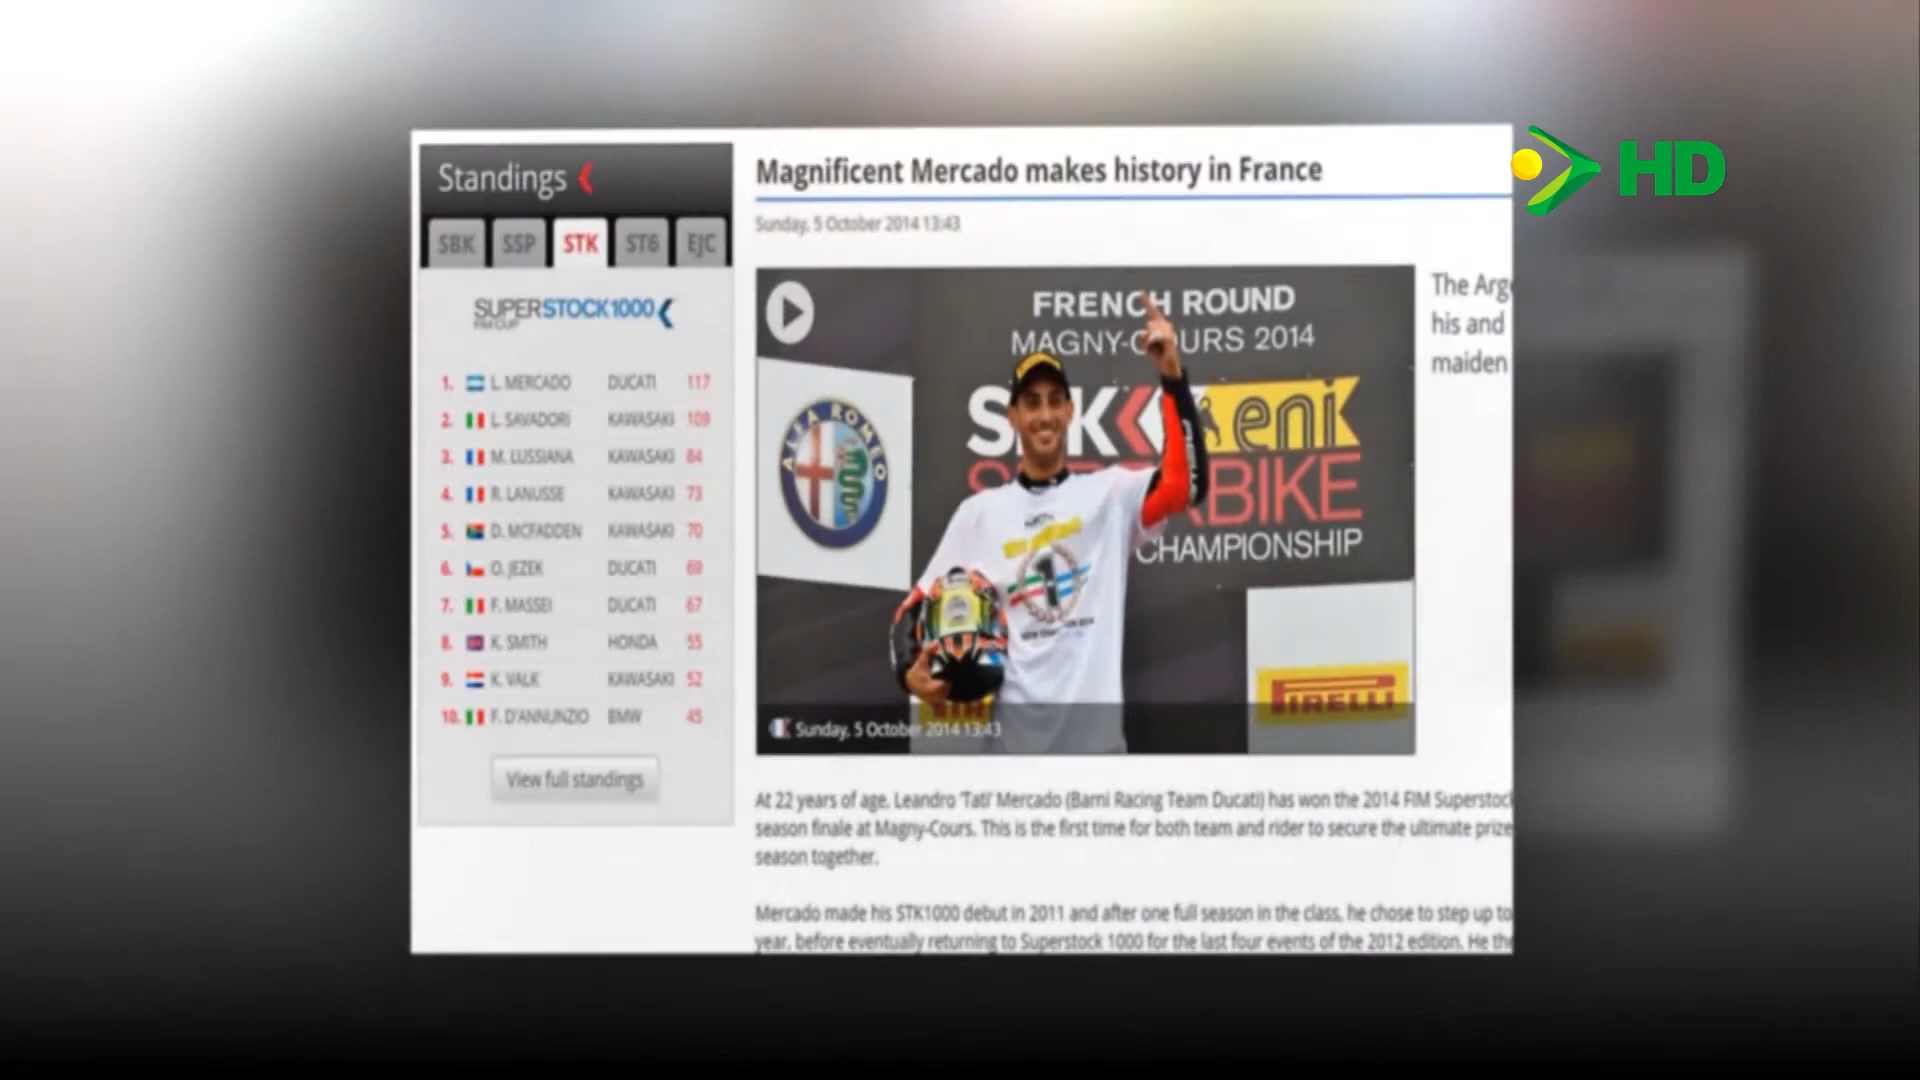 Standings
SBK SSP STK ST6 EJC
SUPERSTOCK1000
FIM CUP
1. L. MERCADO DUCATI 117
2. L. SAVADORI KAWASAKI 109
3. M. LUSSIANA KAWASAKI 84
4. R. LANUSSE KAWASAKI 73
5. D. MCFADDEN KAWASAKI 70
6. O. JEZEK DUCATI 69
7. F. MASSEI DUCATI 67
8. K. SMITH HONDA 55
9. K. VALK KAWASAKI 52
10. F. D'ANNUNZIO BMW 45
View full standings
Magnificent Mercado makes history in France
Sunday, 5 October 2014 13:43
FRENCH ROUND
MAGNY-COURS 2014
ALFA ROMEO
SBK eni
SUPERBIKE
CHAMPIONSHIP
1
PIRELLI
Sunday, 5 October 2014 13:43
The Arg
his and
maiden
At 22 years of age, Leandro 'Tati' Mercado (Barni Racing Team Ducati) has won the 2014 FIM Superstoc
season finale at Magny-Cours. This is the first time for both team and rider to secure the ultimate prize
season together.
Mercado made his STK1000 debut in 2011 and after one full season in the class, he chose to step up to
year, before eventually returning to Superstock 1000 for the last four events of the 2012 edition. He the
HD